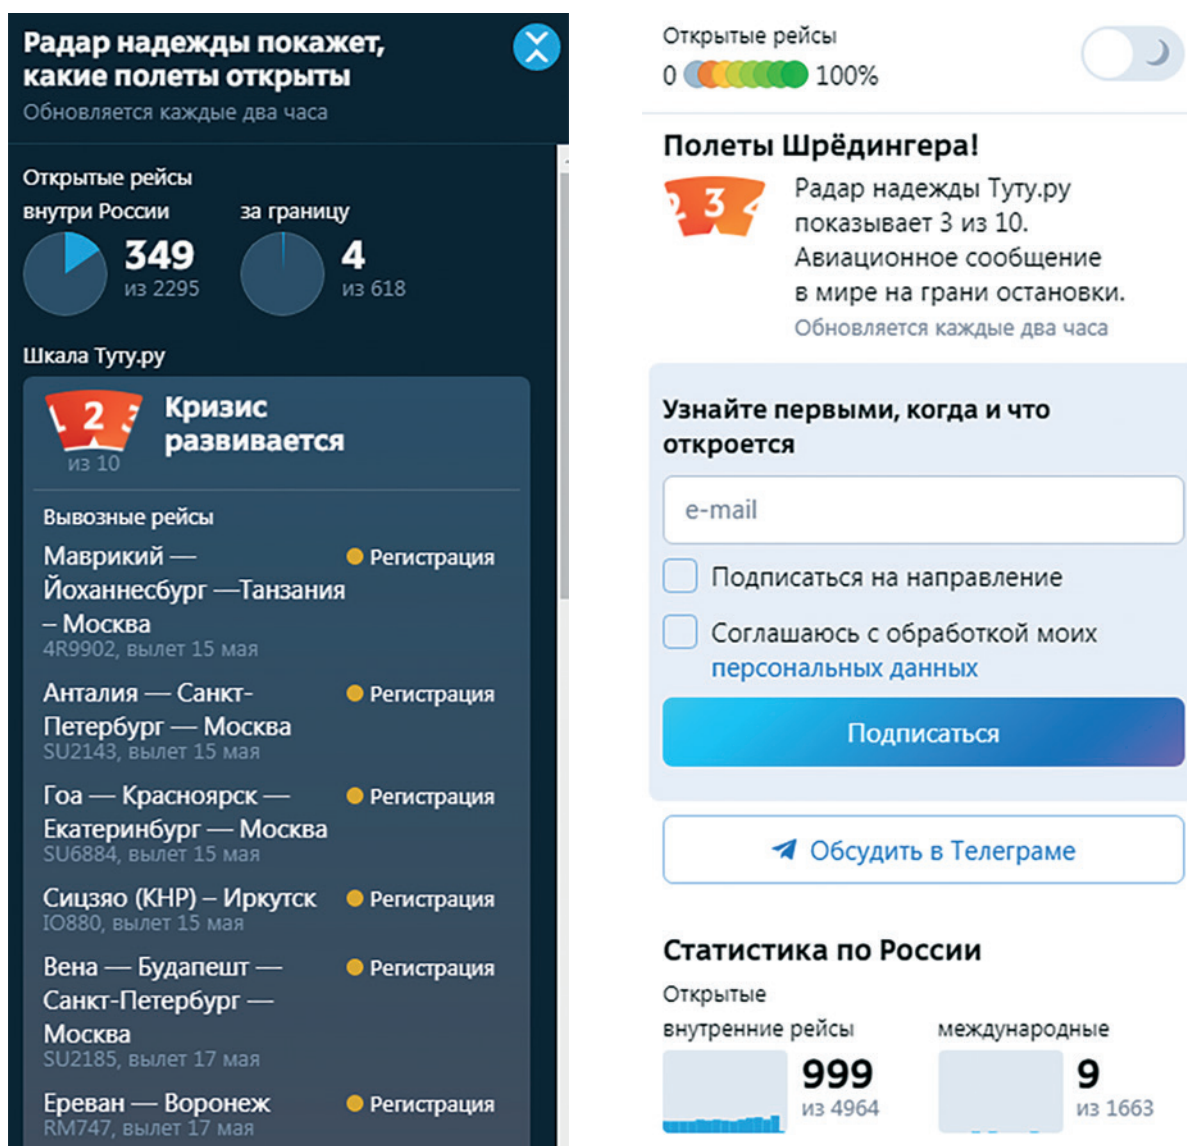 Радар надежды покажет,
какие полеты открыты
Обновляется каждые два часа
Открытые рейсы
внутри России
за границу
349
из 2295
4
из 618
Шкала Туту.ру
1 2 3
из 10
Кризис
развивается
Вывозные рейсы
Маврикий —
Йоханнесбург —Танзания
– Москва
Регистрация
4R9902, вылет 15 мая
Анталия — Санкт-
Петербург — Москва
Регистрация
SU2143, вылет 15 мая
Гоа — Красноярск —
Екатеринбург — Москва
Регистрация
SU6884, вылет 15 мая
Сицзяо (КНР) – Иркутск
Регистрация
IO880, вылет 15 мая
Вена — Будапешт —
Санкт-Петербург —
Москва
Регистрация
SU2185, вылет 17 мая
Ереван — Воронеж
Регистрация
RM747, вылет 17 мая
Открытые рейсы
0 100%
Полеты Шрёдингера!
2 3 4
Радар надежды Туту.ру
показывает 3 из 10.
Авиационное сообщение
в мире на грани остановки.
Обновляется каждые два часа
Узнайте первыми, когда и что
откроется
e-mail
Подписаться на направление
Соглашаюсь с обработкой моих
персональных данных
Подписаться
Обсудить в Телеграме
Статистика по России
Открытые
внутренние рейсы
международные
999
из 4964
9
из 1663